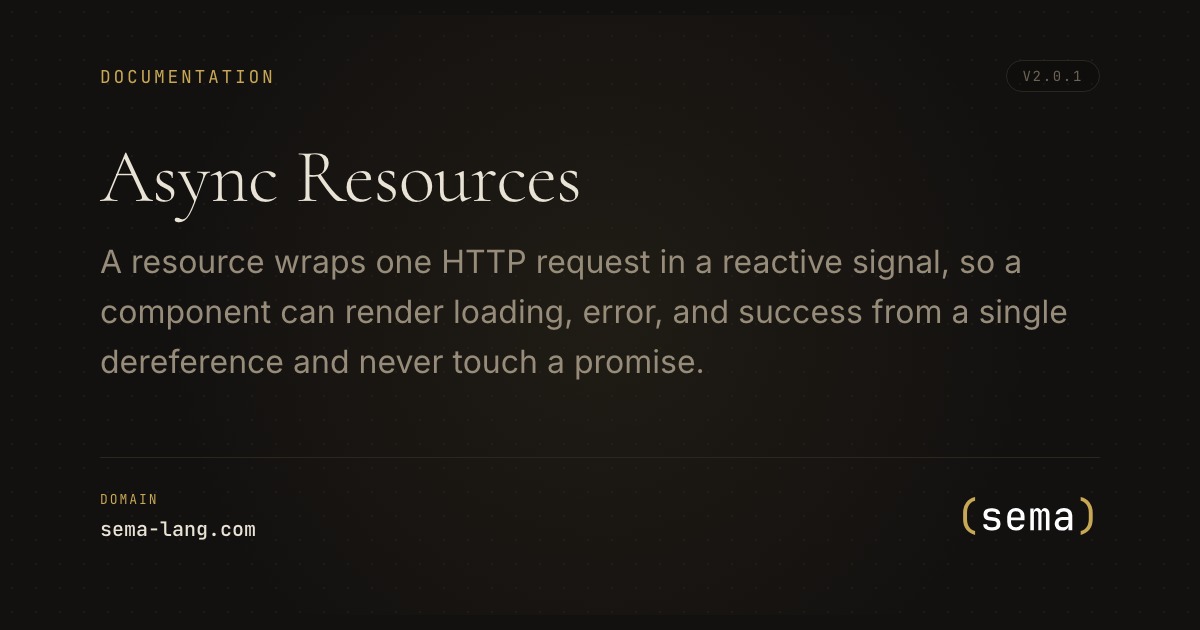 DOCUMENTATION
V2.0.1
Async Resources
A resource wraps one HTTP request in a reactive signal, so a
component can render loading, error, and success from a single
dereference and never touch a promise.
DOMAIN
sema-lang.com
(sema)